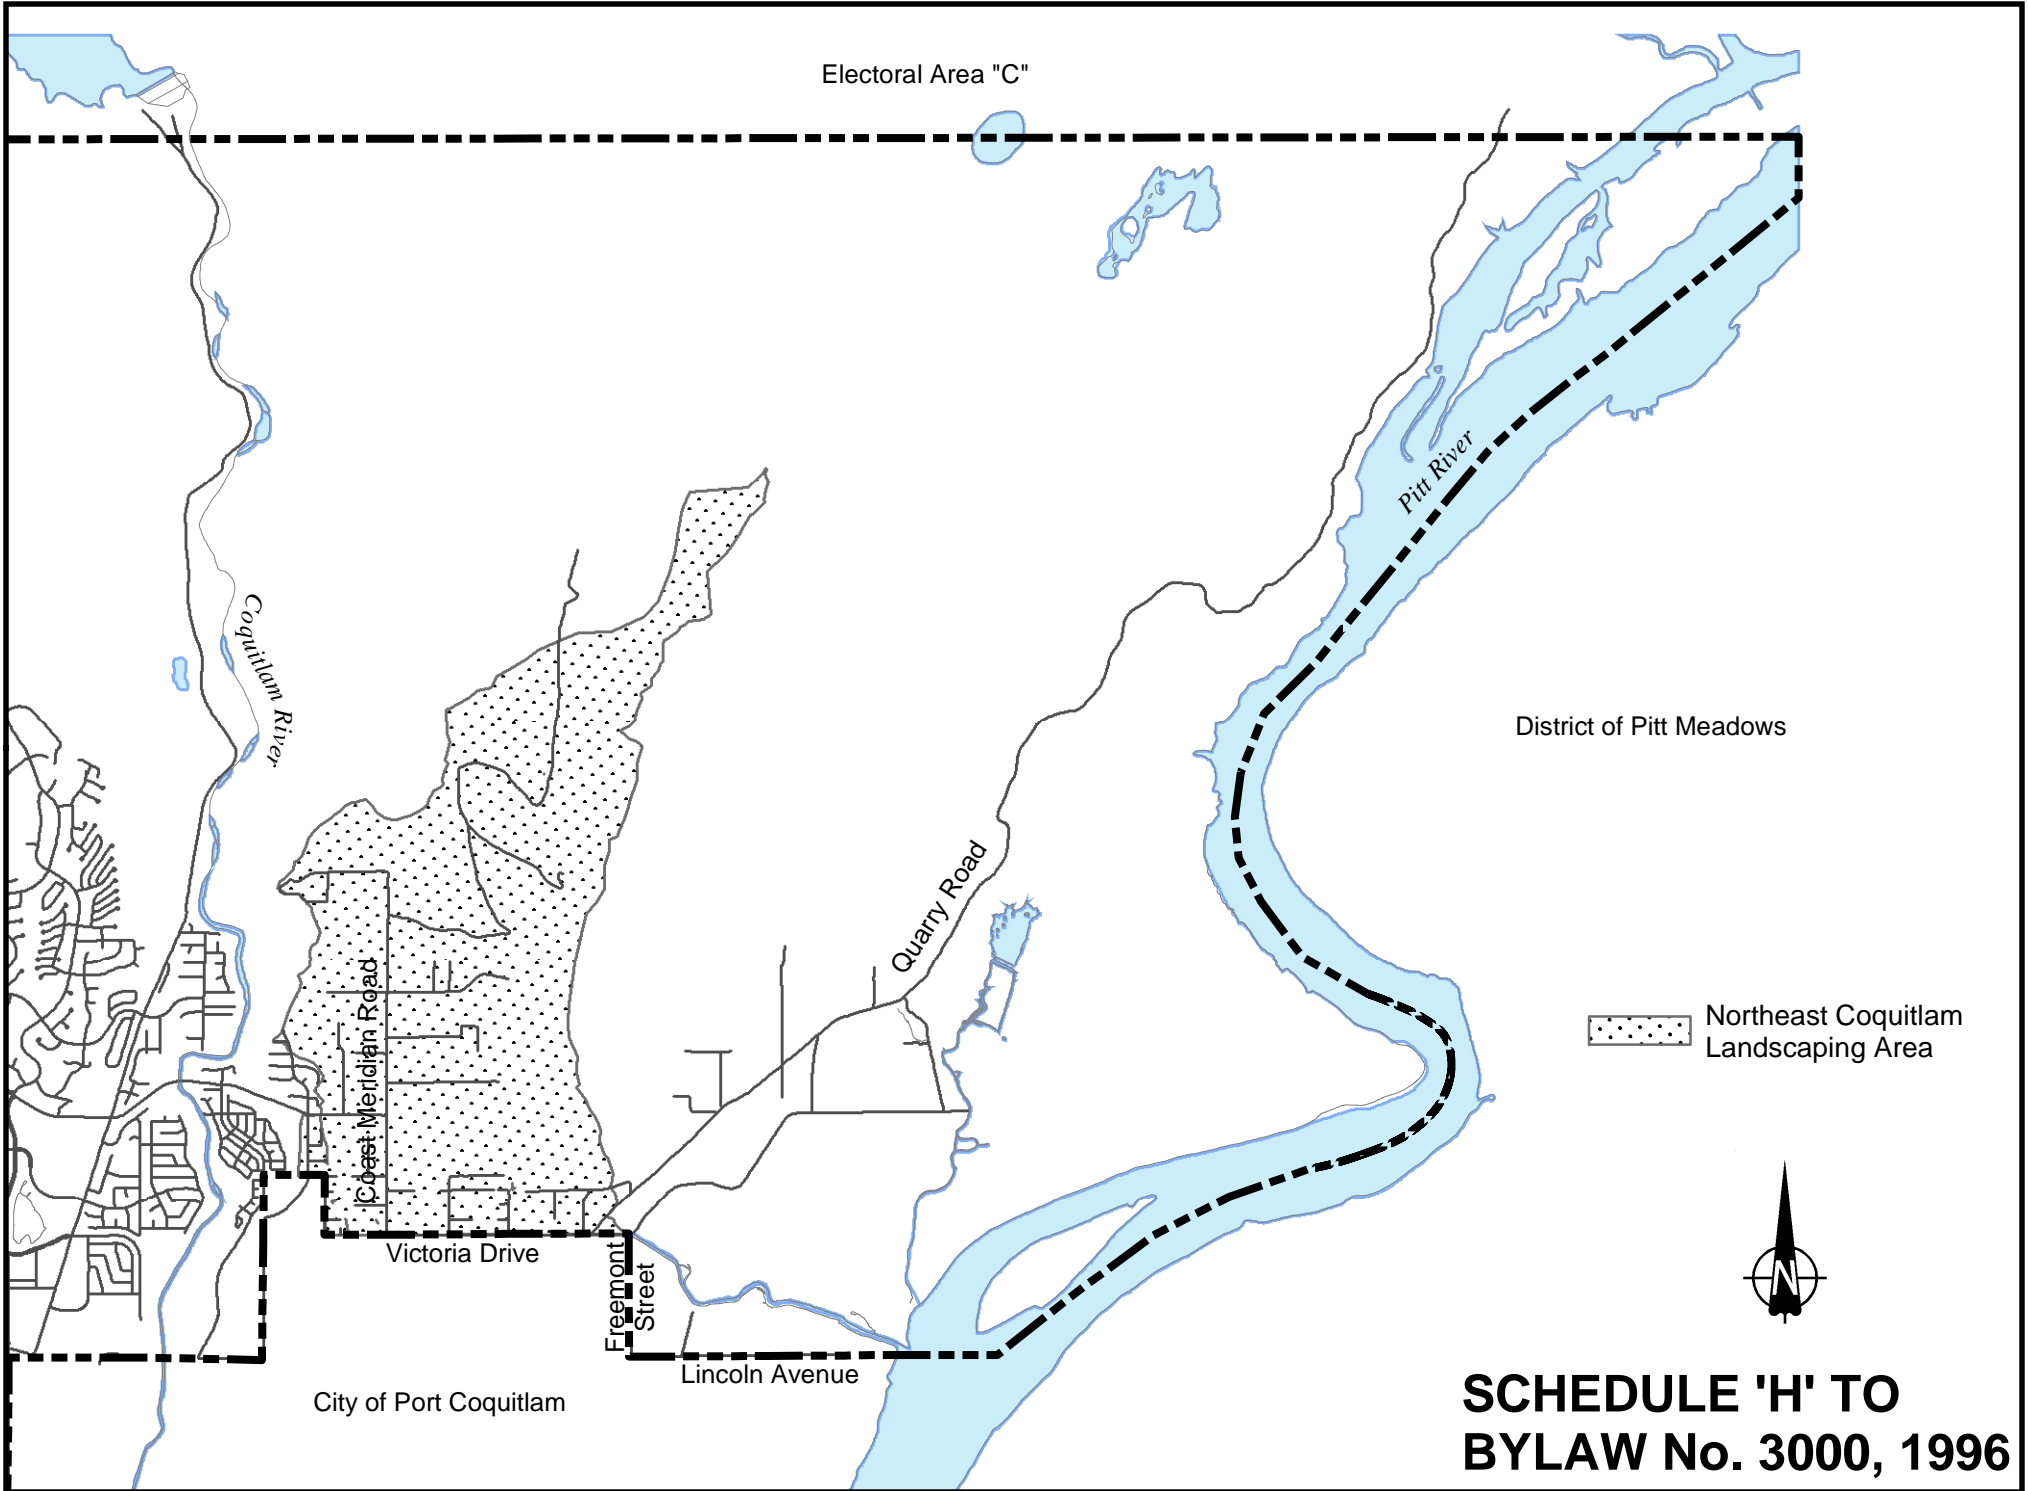 Electoral Area "C"
Pitt River
Coquitlam River
District of Pitt Meadows
Quarry Road
Coast Meridian Road
Northeast Coquitlam
Landscaping Area
Victoria Drive
Freemont
Street
N
Lincoln Avenue
City of Port Coquitlam
SCHEDULE 'H' TO
BYLAW No. 3000, 1996